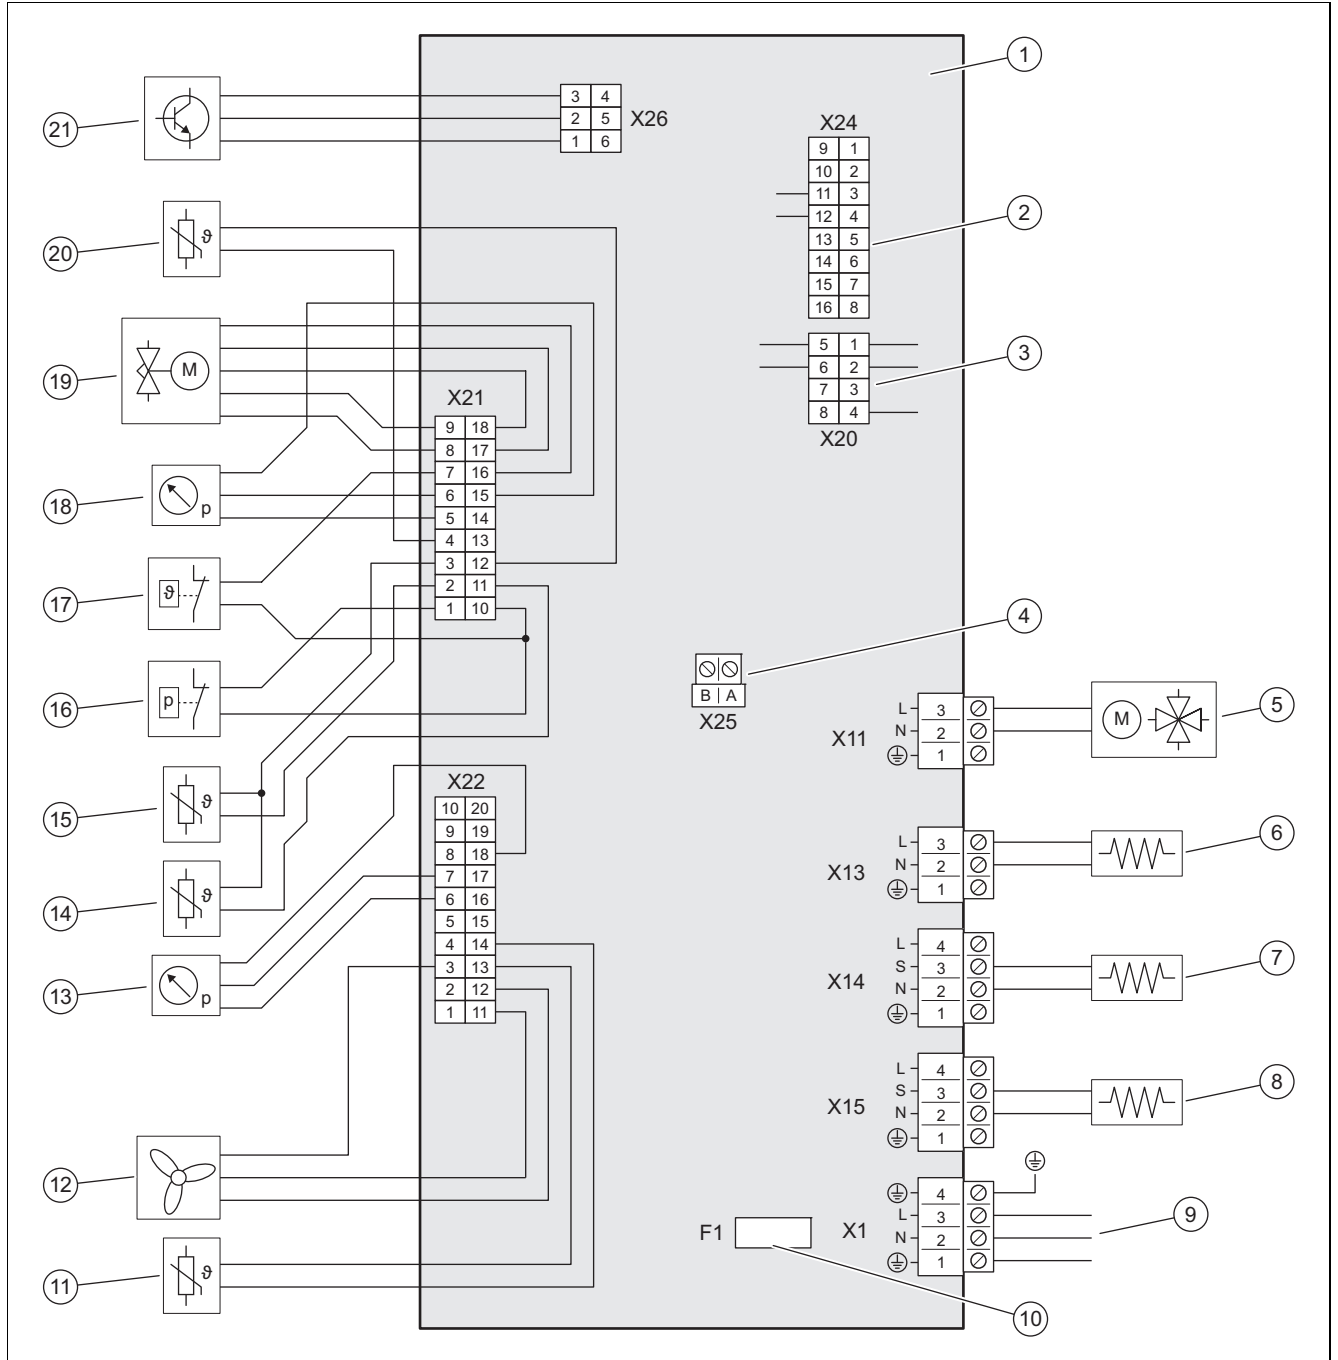 1
21
3 4
2 5
1 6
X26
X24
9 1
10 2
11 3
12 4
13 5
14 6
15 7
16 8
2
20
ϑ
5 1
6 2
7 3
8 4
X20
3
19
M
X21
9 18
8 17
7 16
6 15
5 14
4 13
3 12
2 11
1 10
18
p
17
ϑ
16
p
4
B | A
X25
X11
L 3
N 2
1
M
5
15
ϑ
X22
10 20
9 19
8 18
7 17
6 16
5 15
4 14
3 13
2 12
1 11
X13
L 3
N 2
1
6
14
ϑ
13
p
X14
L 4
S 3
N 2
1
7
X15
L 4
S 3
N 2
1
8
12
F1
X1
4
L 3
N 2
1
9
11
ϑ
10